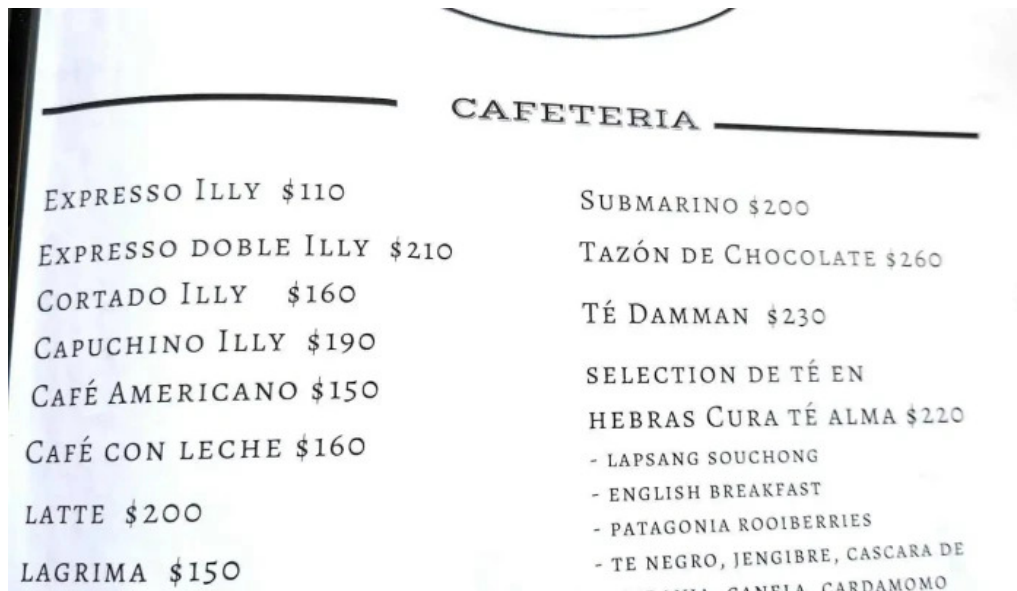 CAFETERIA
EXPRESSO ILLY $110
EXPRESSO DOBLE ILLY $210
CORTADO ILLY $160
CAPUCHINO ILLY $190
CAFÉ AMERICANO $150
CAFÉ CON LECHE $160
LATTE $200
LAGRIMA $150
SUBMARINO $200
TAZÓN DE CHOCOLATE $260
TÉ DAMMAN $230
SELECTION DE TÉ EN
HEBRAS CURA TÉ ALMA $220
- LAPSANG SOUCHONG
- ENGLISH BREAKFAST
- PATAGONIA ROOIBERRIES
- TE NEGRO, JENGIBRE, CASCARA DE
CANELA, CARDAMOMO